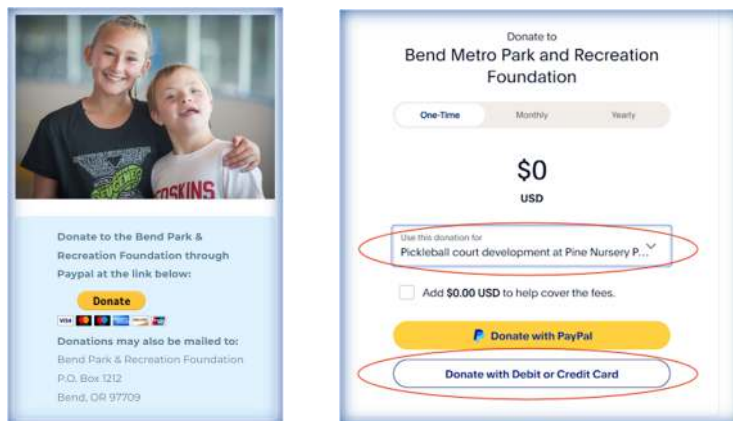 DSKINS
Donate to the Bend Park &
Recreation Foundation through
Paypal at the link below:
Donate
VISA
Donations may also be mailed to:
Bend Park & Recreation Foundation
P.O. Box 1212
Bend, OR 97709
Donate to
Bend Metro Park and Recreation
Foundation
One-Time Monthly Yearly
$0
USD
Use this donation for
Pickleball court development at Pine Nursery P...
Add $0.00 USD to help cover the fees.
Donate with PayPal
Donate with Debit or Credit Card